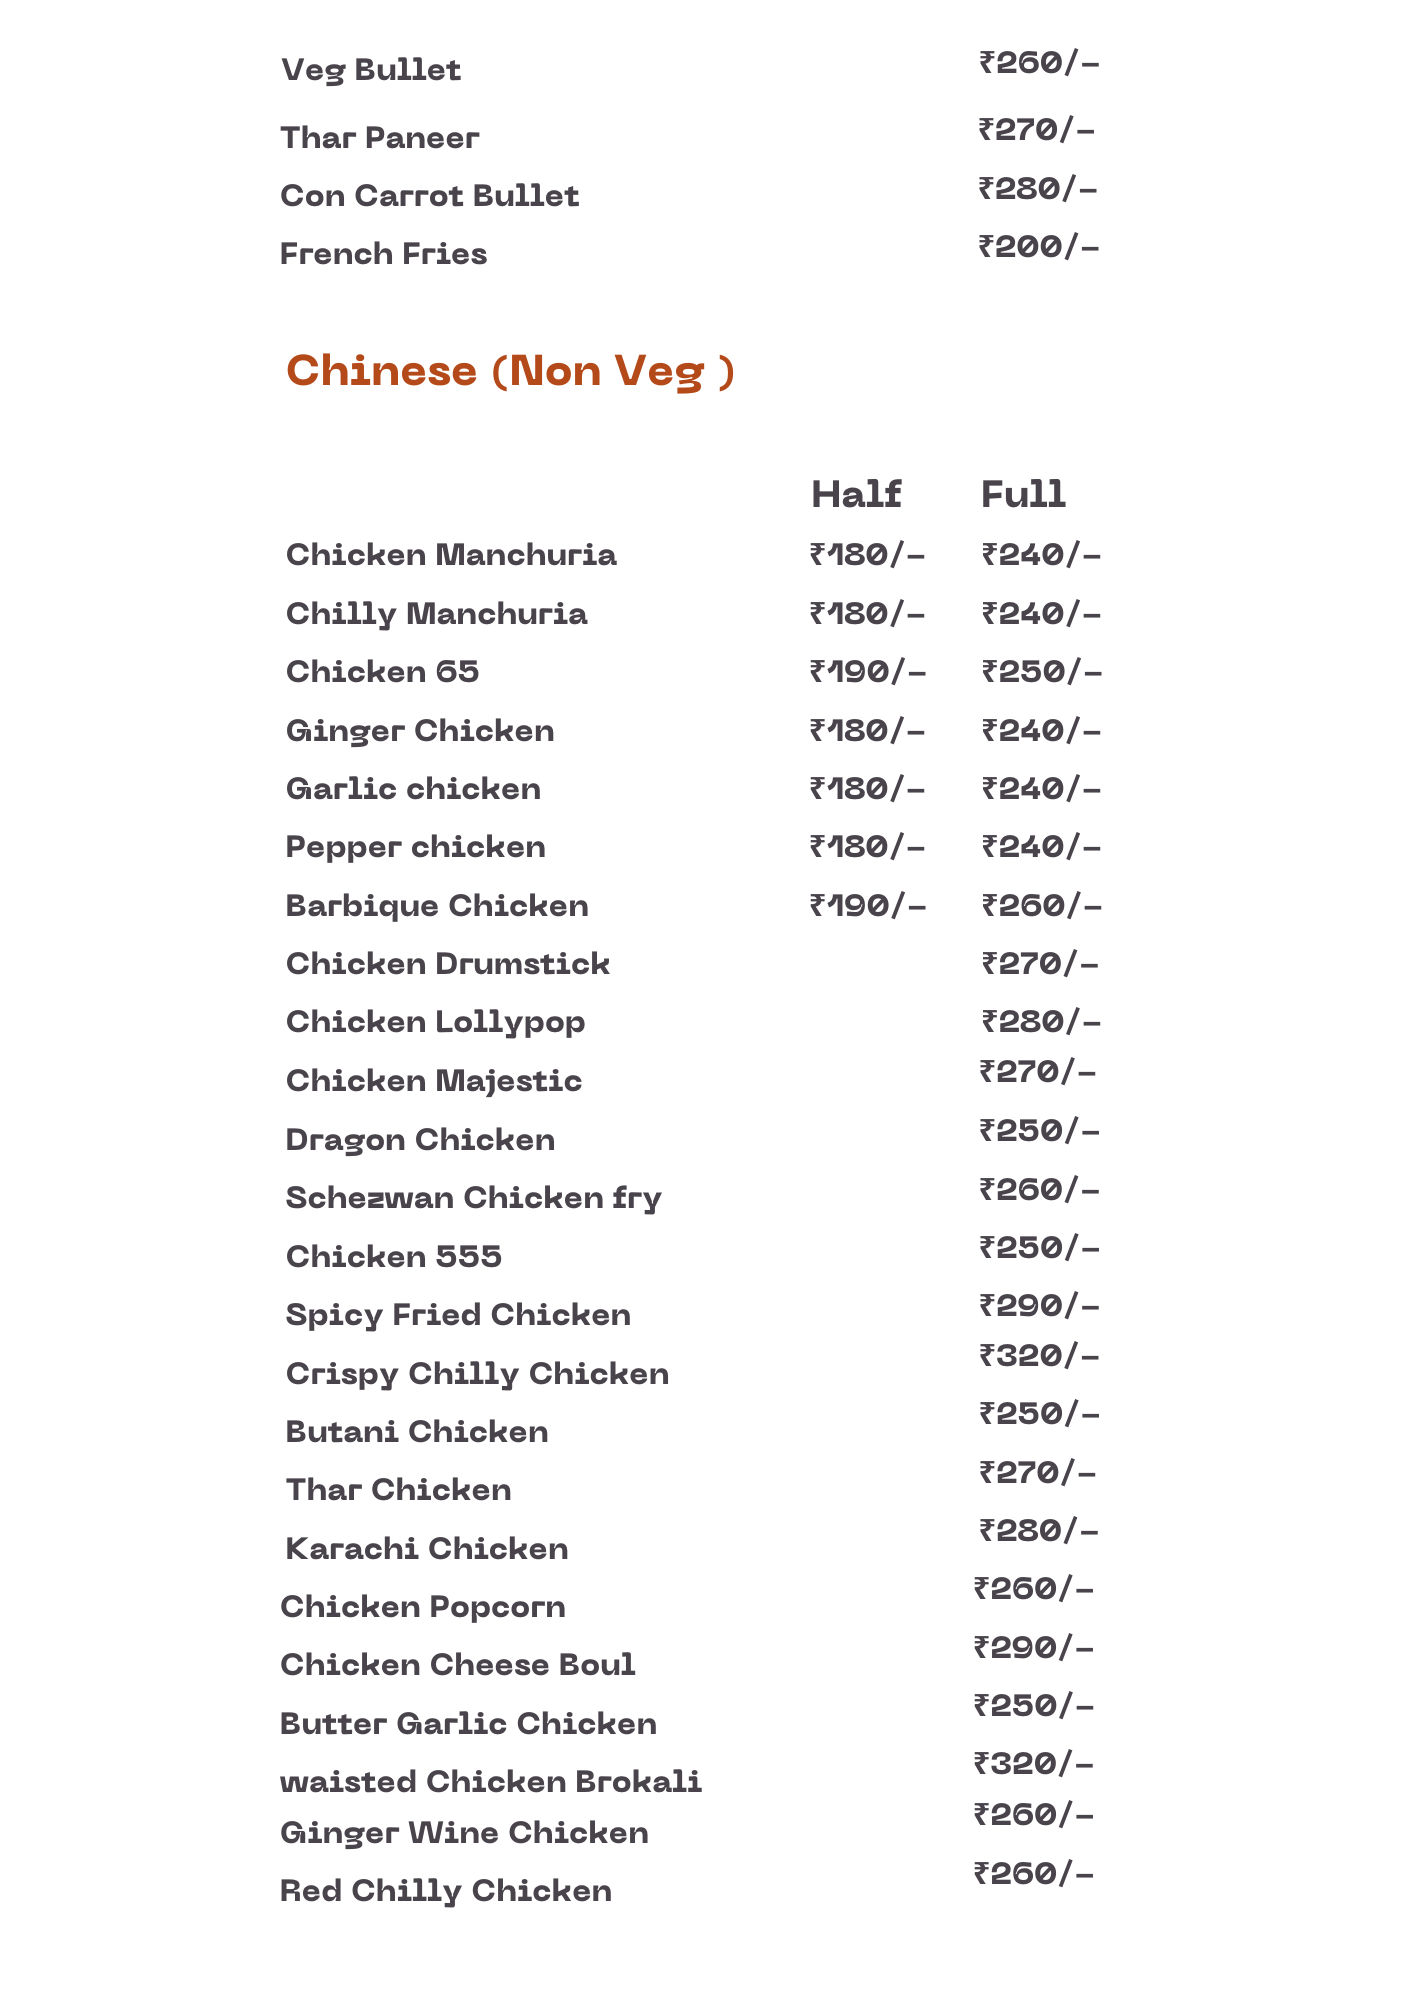 Veg Bullet ₹260/-
Thar Paneer ₹270/-
Con Carrot Bullet ₹280/-
French Fries ₹200/-
Chinese (Non Veg )
Half Full
Chicken Manchuria ₹180/- ₹240/-
Chilly Manchuria ₹180/- ₹240/-
Chicken 65 ₹190/- ₹250/-
Ginger Chicken ₹180/- ₹240/-
Garlic chicken ₹180/- ₹240/-
Pepper chicken ₹180/- ₹240/-
Barbique Chicken ₹190/- ₹260/-
Chicken Drumstick ₹270/-
Chicken Lollypop ₹280/-
Chicken Majestic ₹270/-
Dragon Chicken ₹250/-
Schezwan Chicken fry ₹260/-
Chicken 555 ₹250/-
Spicy Fried Chicken ₹290/-
Crispy Chilly Chicken ₹320/-
Butani Chicken ₹250/-
Thar Chicken ₹270/-
Karachi Chicken ₹280/-
Chicken Popcorn ₹260/-
Chicken Cheese Boul ₹290/-
Butter Garlic Chicken ₹250/-
waisted Chicken Brokali ₹320/-
Ginger Wine Chicken ₹260/-
Red Chilly Chicken ₹260/-